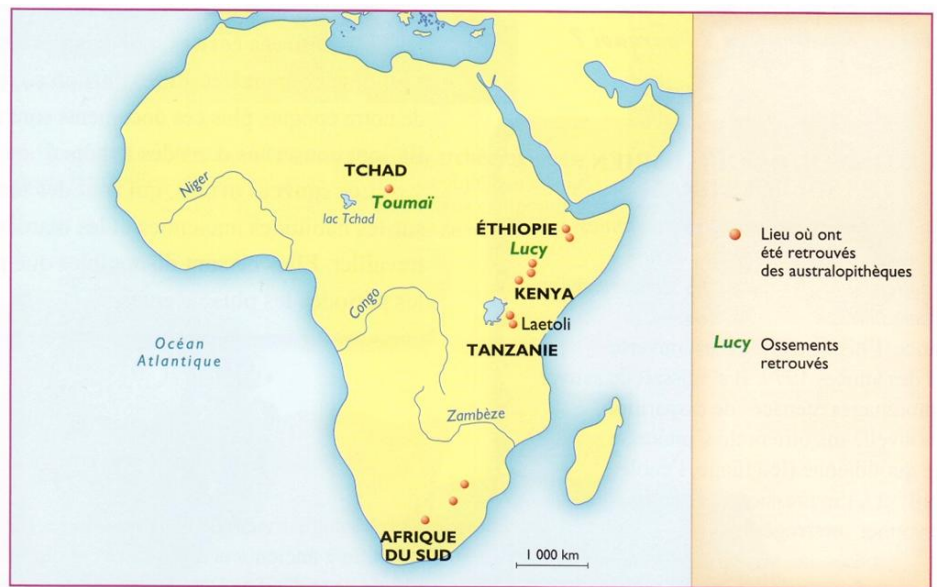 TCHAD
Toumaï
lac Tchad
Niger
ÉTHIOPIE
Lucy
KENYA
Congo
Laetoli
TANZANIE
Océan
Atlantique
Zambèze
AFRIQUE
DU SUD
1 000 km
Lieu où ont
été retrouvés
des australopithèques
Lucy Ossements
retrouvés